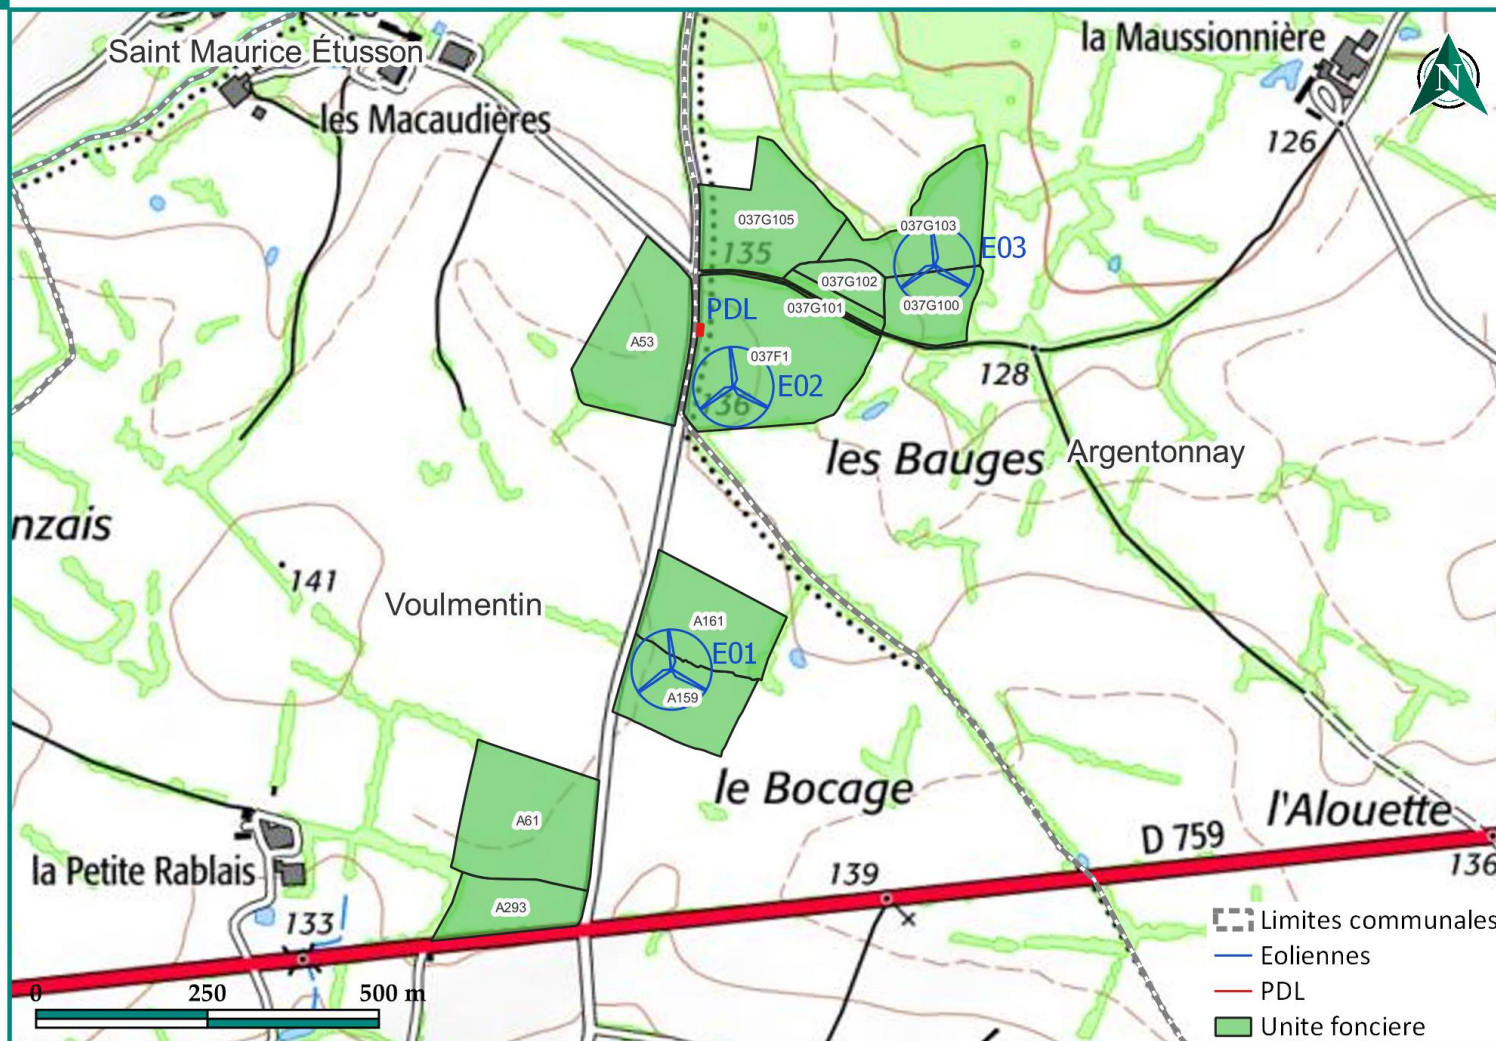 Saint Maurice Étusson
la Maussionnière
N
les Macaudières
126
037G105
037G103
135
E03
037G102
037G101
037G100
PDL
A53
037F1
E02
136
128
les Bauges
Argentonnay
nzais
141
Voulmentin
A161
E01
A159
le Bocage
A61
l'Alouette
D 759
la Petite Rablais
139
136
A293
133
Limites communales
Eoliennes
PDL
Unite fonciere
0 250 500 m